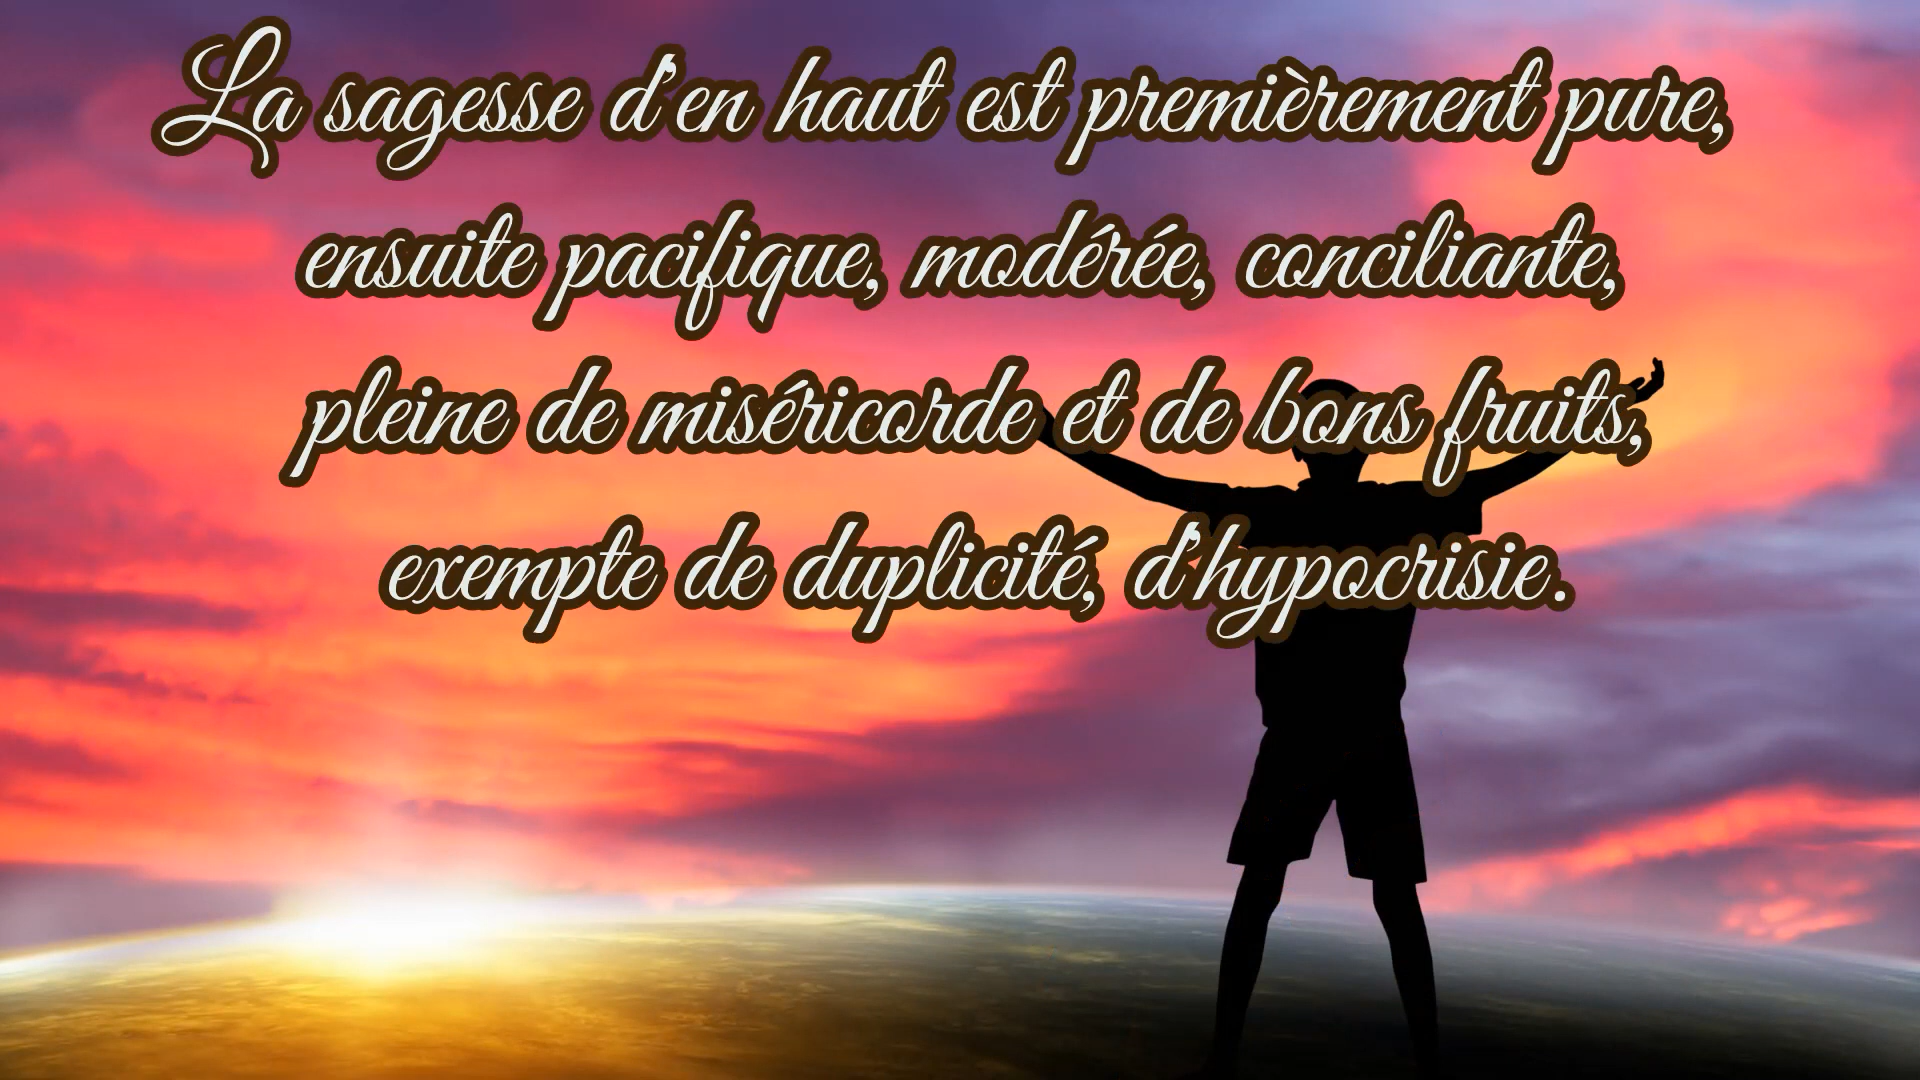 La sagesse d'en haut est premièrement pure,
ensuite pacifique, modérée, conciliante,
pleine de miséricorde et de bons fruits,
exempte de duplicité, d'hypocrisie.